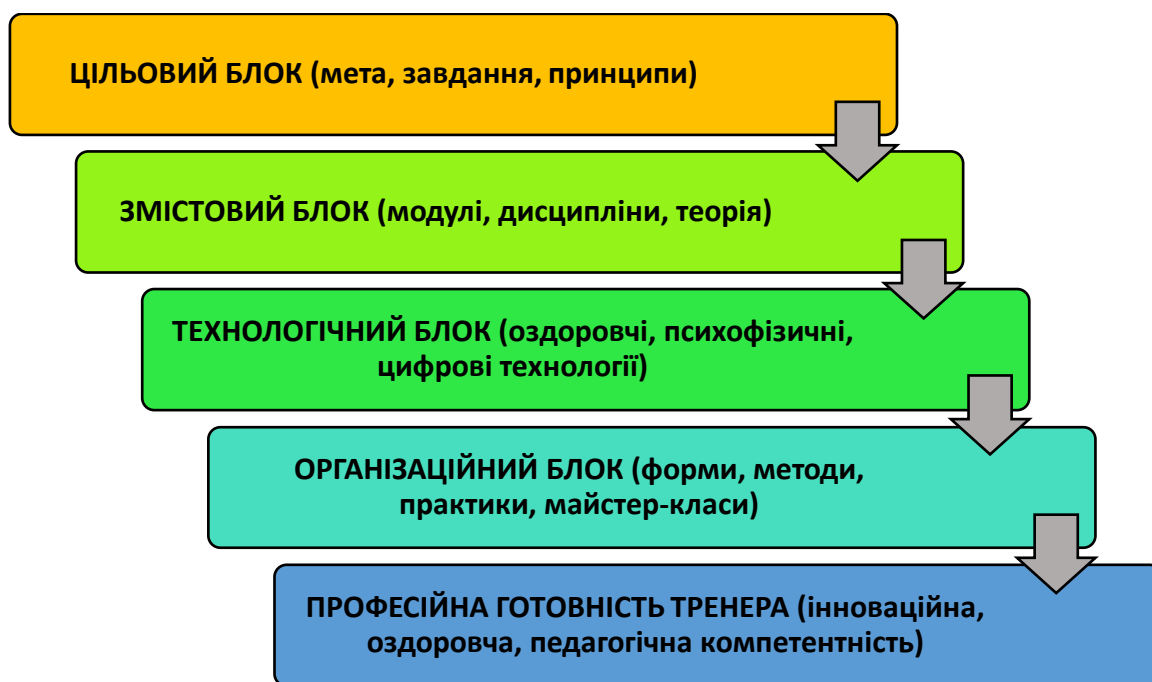 ЦІЛЬОВИЙ БЛОК (мета, завдання, принципи)
ЗМІСТОВИЙ БЛОК (модулі, дисципліни, теорія)
ТЕХНОЛОГІЧНИЙ БЛОК (оздоровчі, психофізичні,
цифрові технології)
ОРГАНІЗАЦІЙНИЙ БЛОК (форми, методи,
практики, майстер-класи)
ПРОФЕСІЙНА ГОТОВНІСТЬ ТРЕНЕРА (інноваційна,
оздоровча, педагогічна компетентність)